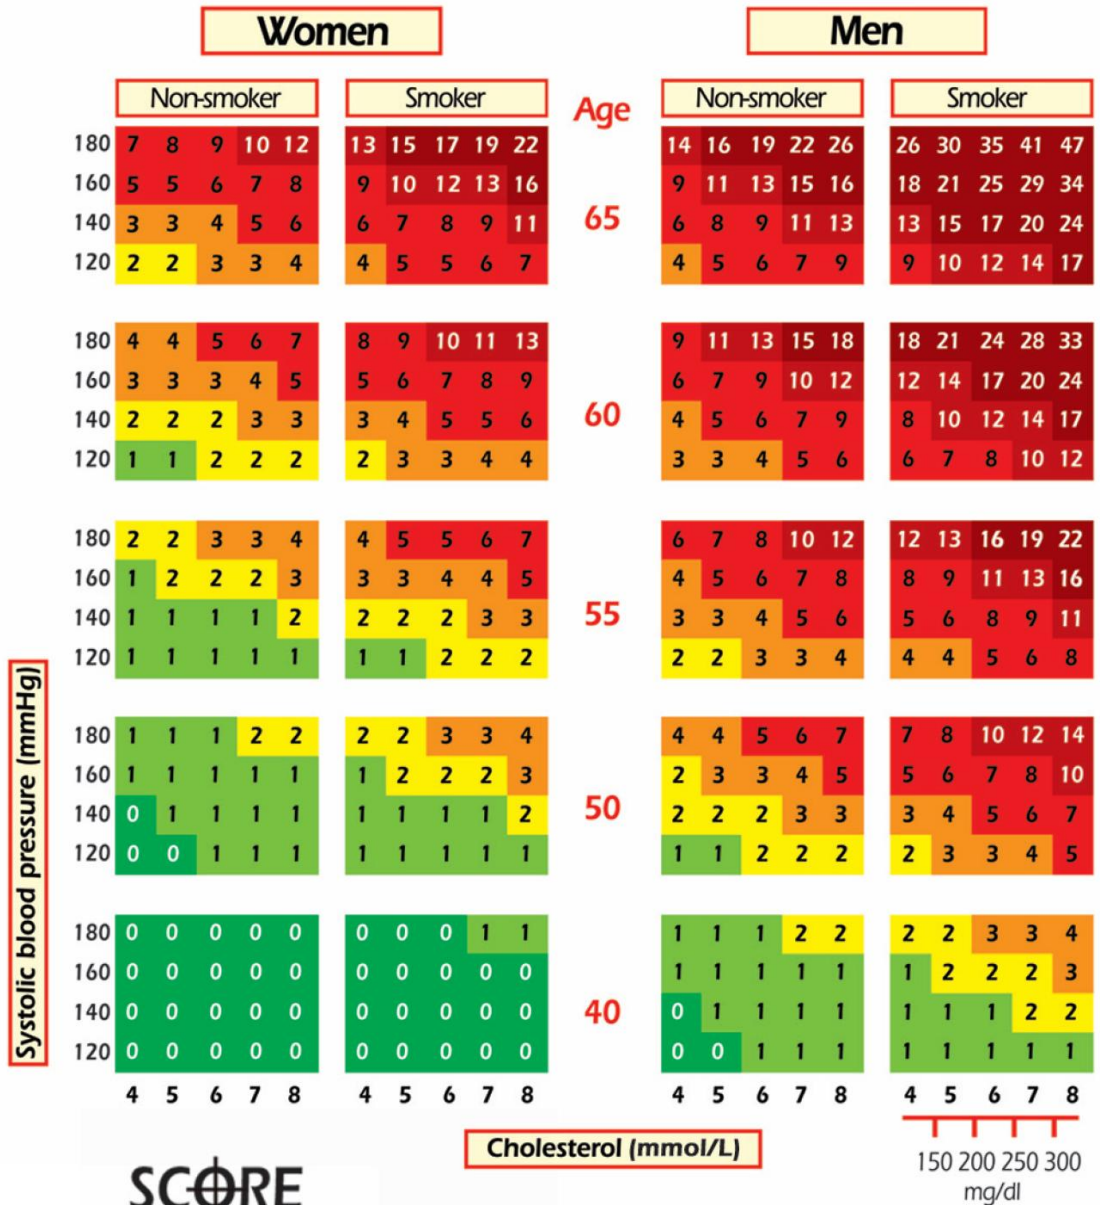 Women Men
Non-smoker Smoker Age Non-smoker Smoker
180 7 8 9 10 12 13 15 17 19 22 14 16 19 22 26 26 30 35 41 47
160 5 5 6 7 8 9 10 12 13 16 9 11 13 15 16 18 21 25 29 34
65
140 3 3 4 5 6 6 7 8 9 11 6 8 9 11 13 13 15 17 20 24
120 2 2 3 3 4 4 5 5 6 7 4 5 6 7 9 9 10 12 14 17
180 4 4 5 6 7 8 9 10 11 13 9 11 13 15 18 18 21 24 28 33
160 3 3 3 4 5 5 6 7 8 9 6 7 9 10 12 12 14 17 20 24
60
140 2 2 2 3 3 3 4 5 5 6 4 5 6 7 9 8 10 12 14 17
120 1 1 2 2 2 2 3 3 4 4 3 3 4 5 6 6 7 8 10 12
180 2 2 3 3 4 4 5 5 6 7 6 7 8 10 12 12 13 16 19 22
160 1 2 2 2 3 3 3 4 4 5 4 5 6 7 8 8 9 11 13 16
55
140 1 1 1 1 2 2 2 2 3 3 3 3 4 5 6 5 6 8 9 11
120 1 1 1 1 1 1 1 2 2 2 2 2 3 3 4 4 4 5 6 8
180 1 1 1 2 2 2 2 3 3 4 4 4 5 6 7 7 8 10 12 14
160 1 1 1 1 1 1 2 2 2 3 2 3 3 4 5 5 6 7 8 10
50
140 0 1 1 1 1 1 1 1 1 2 2 2 2 3 3 3 4 5 6 7
120 0 0 1 1 1 1 1 1 1 1 1 1 2 2 2 2 3 3 4 5
180 0 0 0 0 0 0 0 0 1 1 1 1 1 2 2 2 2 3 3 4
160 0 0 0 0 0 0 0 0 0 0 1 1 1 1 1 1 2 2 2 3
40
140 0 0 0 0 0 0 0 0 0 0 0 1 1 1 1 1 1 1 2 2
120 0 0 0 0 0 0 0 0 0 0 0 0 1 1 1 1 1 1 1 1
Systolic blood pressure (mmHg)
4 5 6 7 8 4 5 6 7 8 4 5 6 7 8 4 5 6 7 8
Cholesterol (mmol/L)
150 200 250 300
mg/dl
SCORE